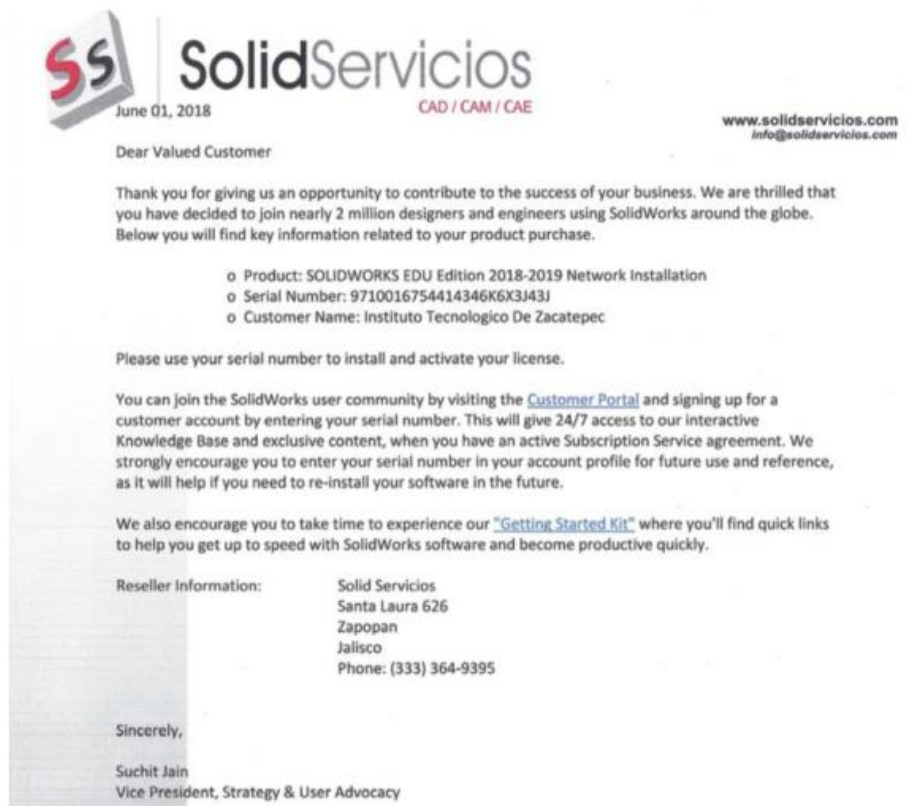 SS SolidServicios
CAD / CAM / CAE
June 01, 2018
www.solidservicios.com
info@solidservicios.com
Dear Valued Customer
Thank you for giving us an opportunity to contribute to the success of your business. We are thrilled that
you have decided to join nearly 2 million designers and engineers using SolidWorks around the globe.
Below you will find key information related to your product purchase.
o Product: SOLIDWORKS EDU Edition 2018-2019 Network Installation
o Serial Number: 9710016754414346K6X3J43J
o Customer Name: Instituto Tecnologico De Zacatepec
Please use your serial number to install and activate your license.
You can join the SolidWorks user community by visiting the Customer Portal and signing up for a
customer account by entering your serial number. This will give 24/7 access to our interactive
Knowledge Base and exclusive content, when you have an active Subscription Service agreement. We
strongly encourage you to enter your serial number in your account profile for future use and reference,
as it will help if you need to re-install your software in the future.
We also encourage you to take time to experience our "Getting Started Kit" where you'll find quick links
to help you get up to speed with SolidWorks software and become productive quickly.
Reseller Information: Solid Servicios
Santa Laura 626
Zapopan
Jalisco
Phone: (333) 364-9395
Sincerely,
Suchit Jain
Vice President, Strategy & User Advocacy